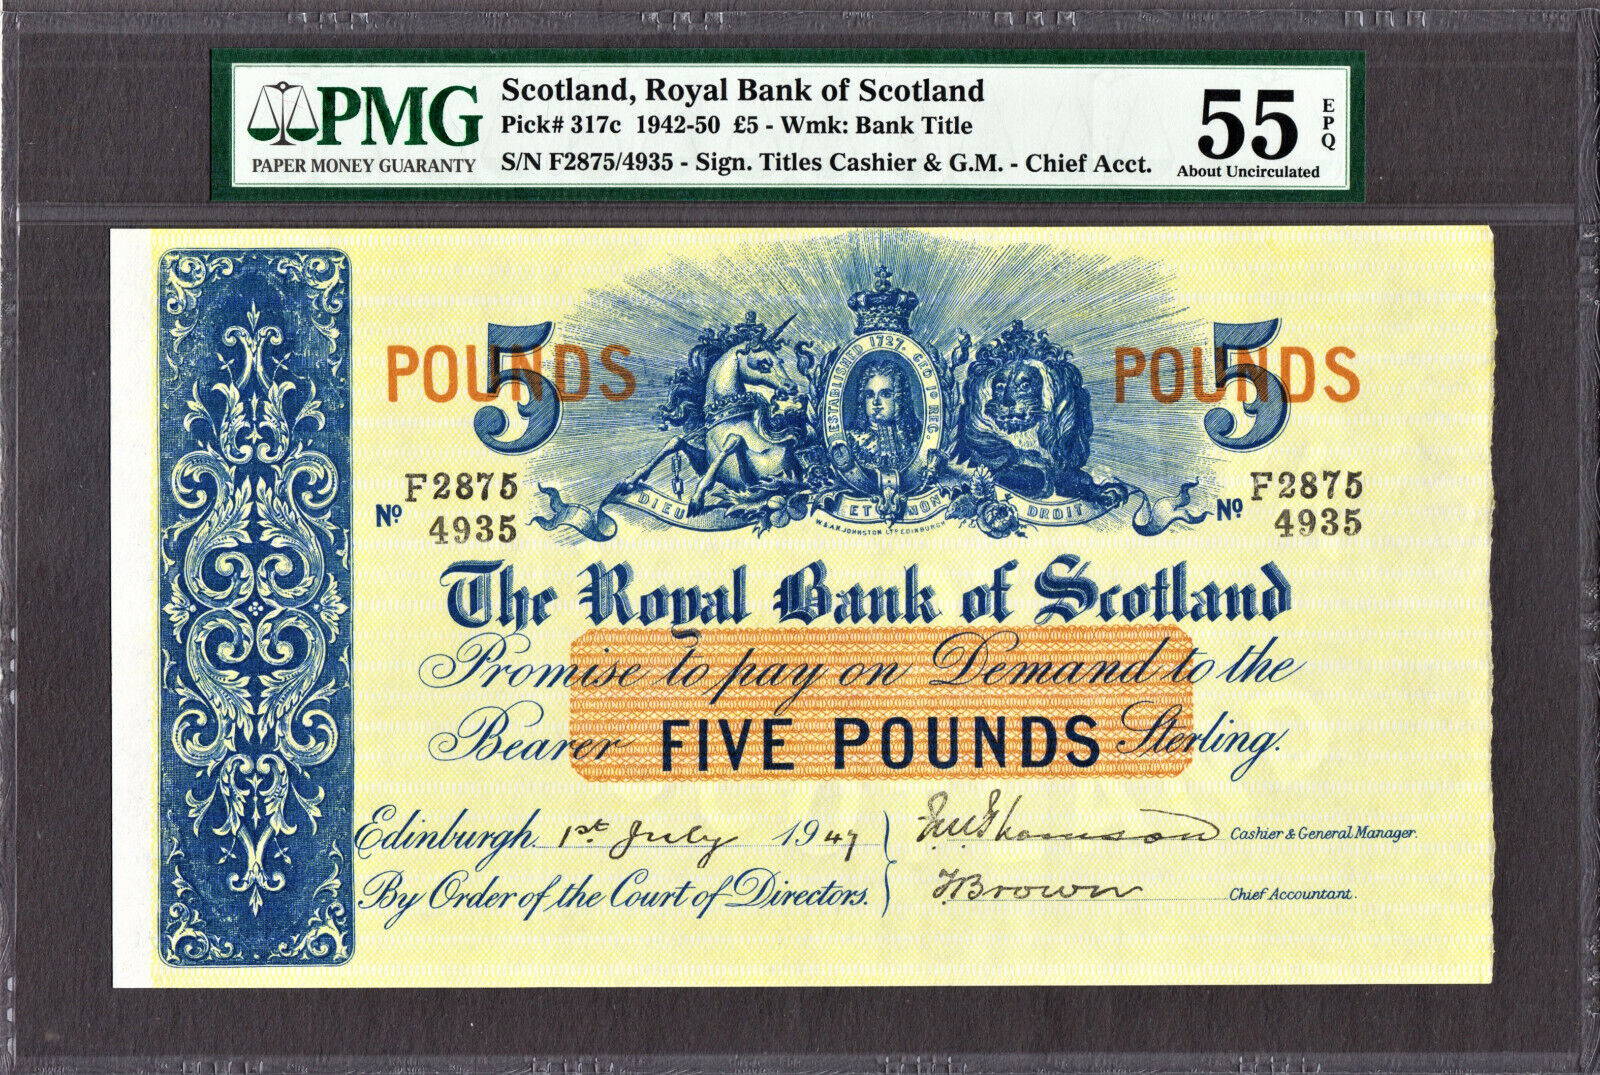 PMG
PAPER MONEY GUARANTY
Scotland, Royal Bank of Scotland
Pick# 317c 1942-50 £5 - Wmk: Bank Title
S/N F2875/4935 - Sign. Titles Cashier & G.M. - Chief Acct.
55
EPQ
About Uncirculated
5 POUNDS
5 POUNDS
ESTABLISHED 1727. GEO 1º REG.
DIEU ET MON DROIT
W. & A.K. JOHNSTON LTD EDINBURGH
Nº F2875 4935
Nº F2875 4935
The Royal Bank of Scotland
Promise to pay on Demand to the
Bearer FIVE POUNDS Sterling.
Edinburgh 1st July 1947
Cashier & General Manager.
By Order of the Court of Directors.
Brown Chief Accountant.